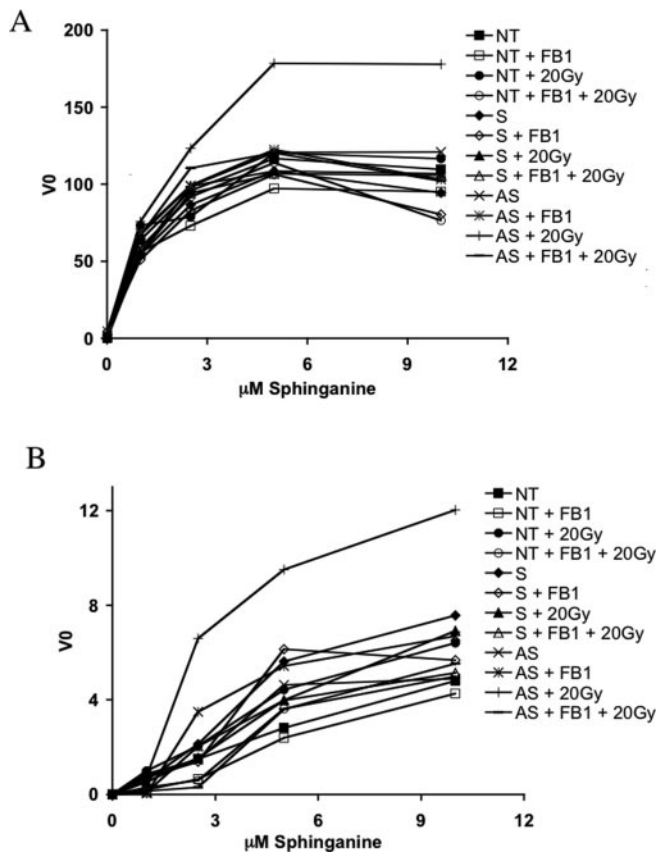 A
200
150
100
50
0
V0
0 3 6 9 12
µM Sphinganine
NT
NT + FB1
NT + 20Gy
NT + FB1 + 20Gy
S
S + FB1
S + 20Gy
S + FB1 + 20Gy
AS
AS + FB1
AS + 20Gy
AS + FB1 + 20Gy
B
12
8
4
0
V0
0 3 6 9 12
µM Sphinganine
NT
NT + FB1
NT + 20Gy
NT + FB1 + 20Gy
S
S + FB1
S + 20Gy
S + FB1 + 20Gy
AS
AS + FB1
AS + 20Gy
AS + FB1 + 20Gy